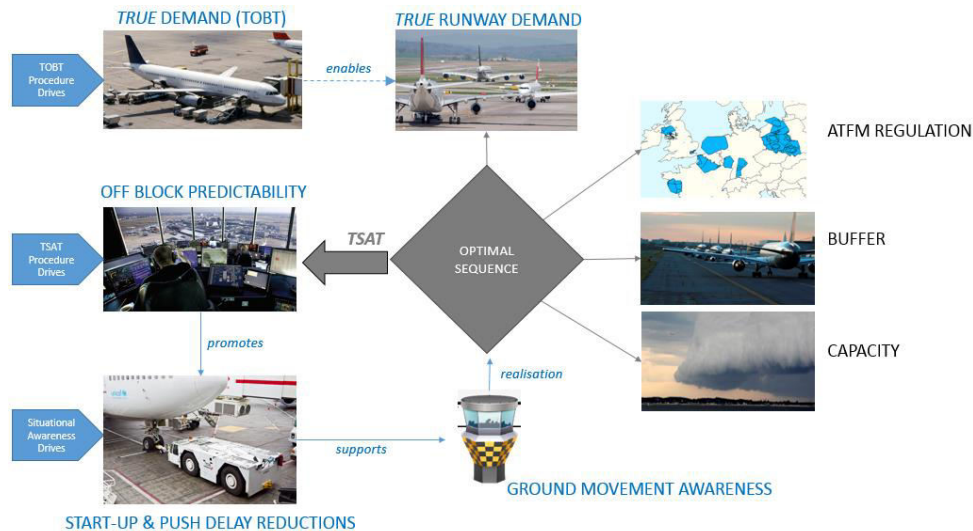 TRUE DEMAND (TOBT)
TRUE RUNWAY DEMAND
TOBT
Procedure
Drives
enables
ATFM REGULATION
OFF BLOCK PREDICTABILITY
TSAT
Procedure
Drives
TSAT
OPTIMAL
SEQUENCE
BUFFER
promotes
realisation
CAPACITY
Situational
Awareness
Drives
supports
GROUND MOVEMENT AWARENESS
START-UP & PUSH DELAY REDUCTIONS